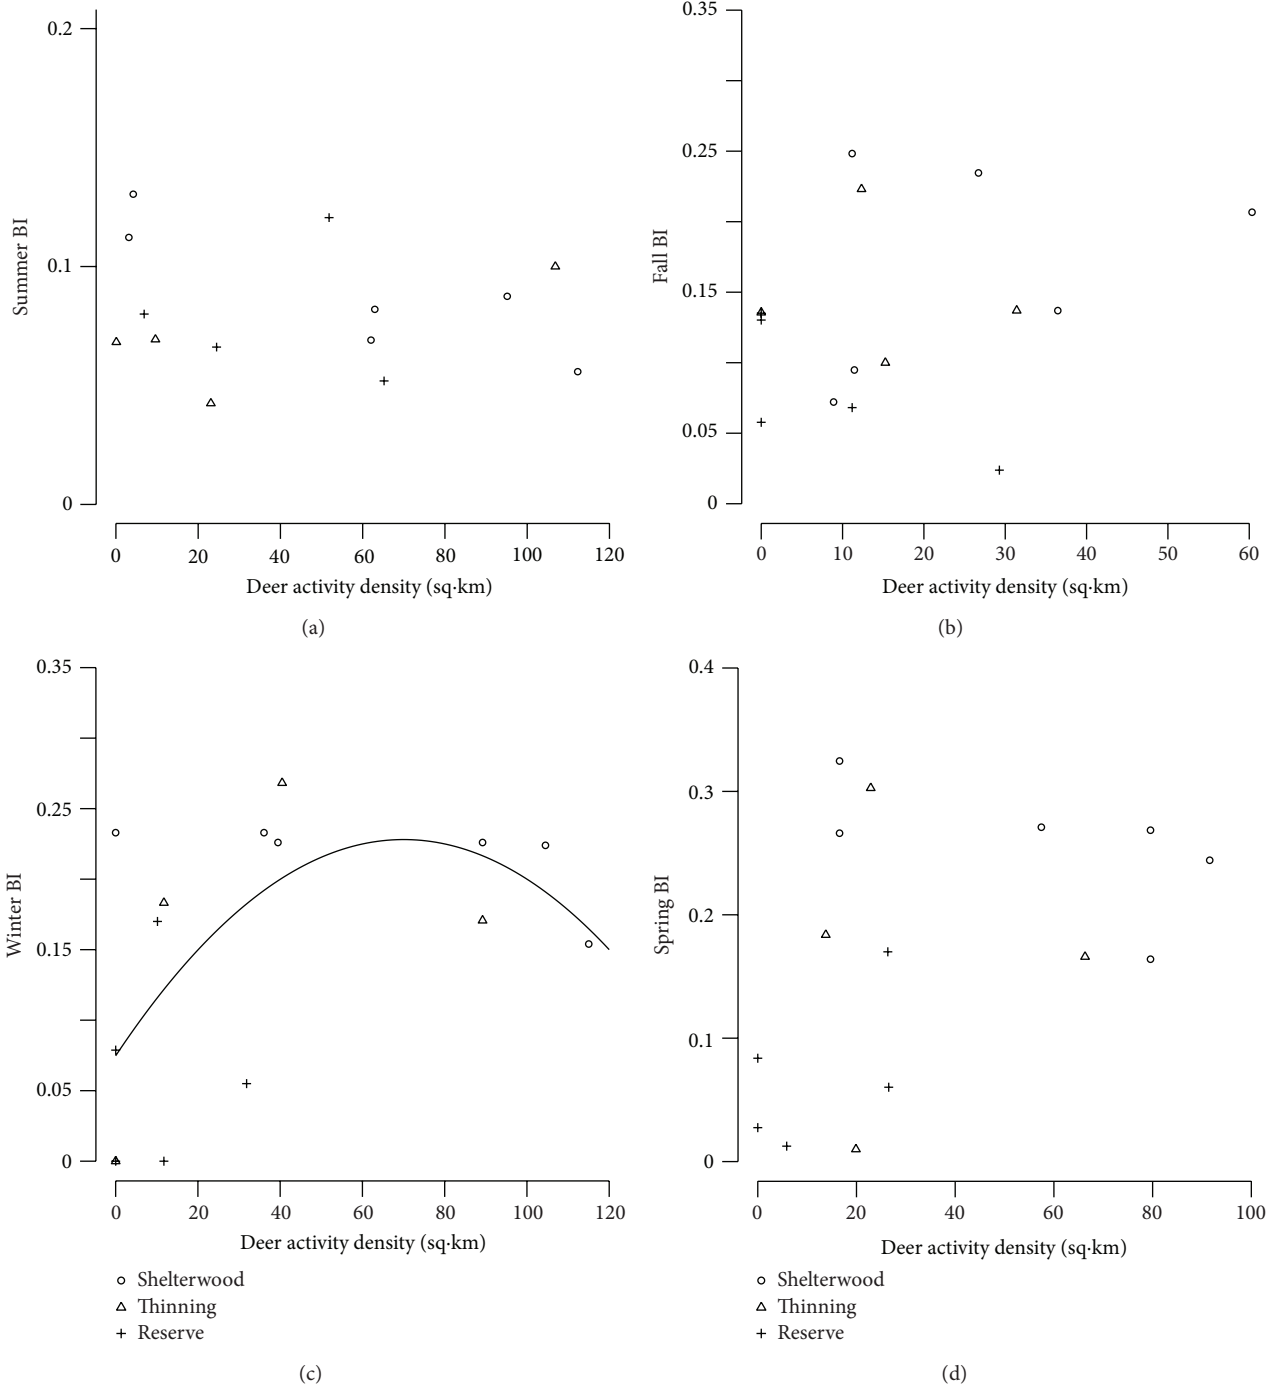 0.2
0.1
0
Summer BI
0 20 40 60 80 100 120
Deer activity density (sq·km)
(a)
0.35
0.25
0.15
0.05
0
Fall BI
0 10 20 30 40 50 60
Deer activity density (sq·km)
(b)
0.35
0.25
0.15
0.05
0
Winter BI
0 20 40 60 80 100 120
Deer activity density (sq·km)
Shelterwood
Thinning
Reserve
(c)
0.4
0.3
0.2
0.1
0
Spring BI
0 20 40 60 80 100
Deer activity density (sq·km)
Shelterwood
Thinning
Reserve
(d)